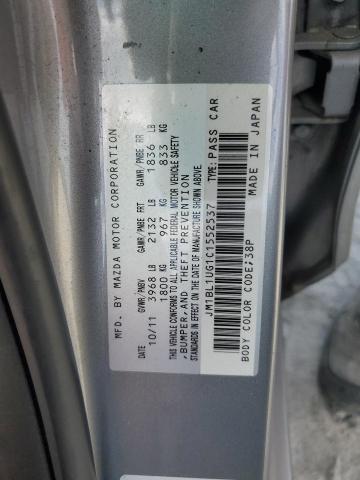 MFD. BY MAZDA MOTOR CORPORATION
DATE GVWR/PNBV GAWR/PNBE FRT GAWR/PNBE RR
10/11 3968 LB 2132 LB 1836 LB
1800 KG 967 KG 833 KG
THIS VEHICLE CONFORMS TO ALL APPLICABLE FEDERAL MOTOR VEHICLE SAFETY
, BUMPER, AND THEFT PREVENTION
STANDARDS IN EFFECT ON THE DATE OF MANUFACTURE SHOWN ABOVE.
JM1BL1UG1C1552537 TYPE:PASS CAR
BODY COLOR CODE:38P MADE IN JAPAN